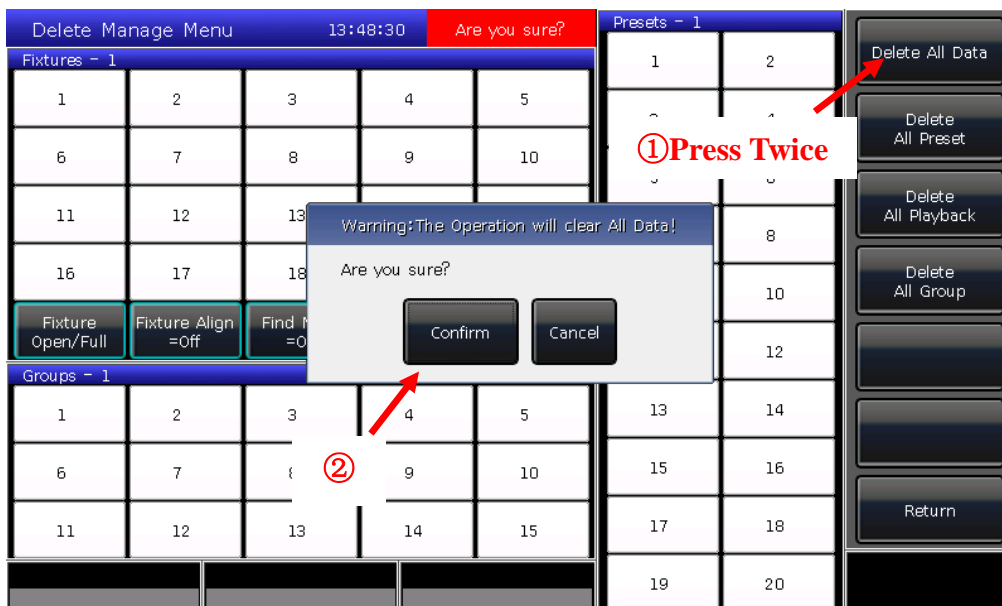 Delete Manage Menu 13:48:30 Are you sure?
Fixtures - 1
1 2 3 4 5
6 7 8 9 10
11 12 13
16 17 18
Fixture Open/Full
Fixture Align =Off
Find
Groups - 1
1 2 3 4 5
6 7 9 10
11 12 13 14 15
Warning:The Operation will clear All Data!
Are you sure?
Confirm Cancel
②
Presets - 1
1 2
①Press Twice
8
10
12
13 14
15 16
17 18
19 20
Delete All Data
Delete
All Preset
Delete
All Playback
Delete
All Group
Return